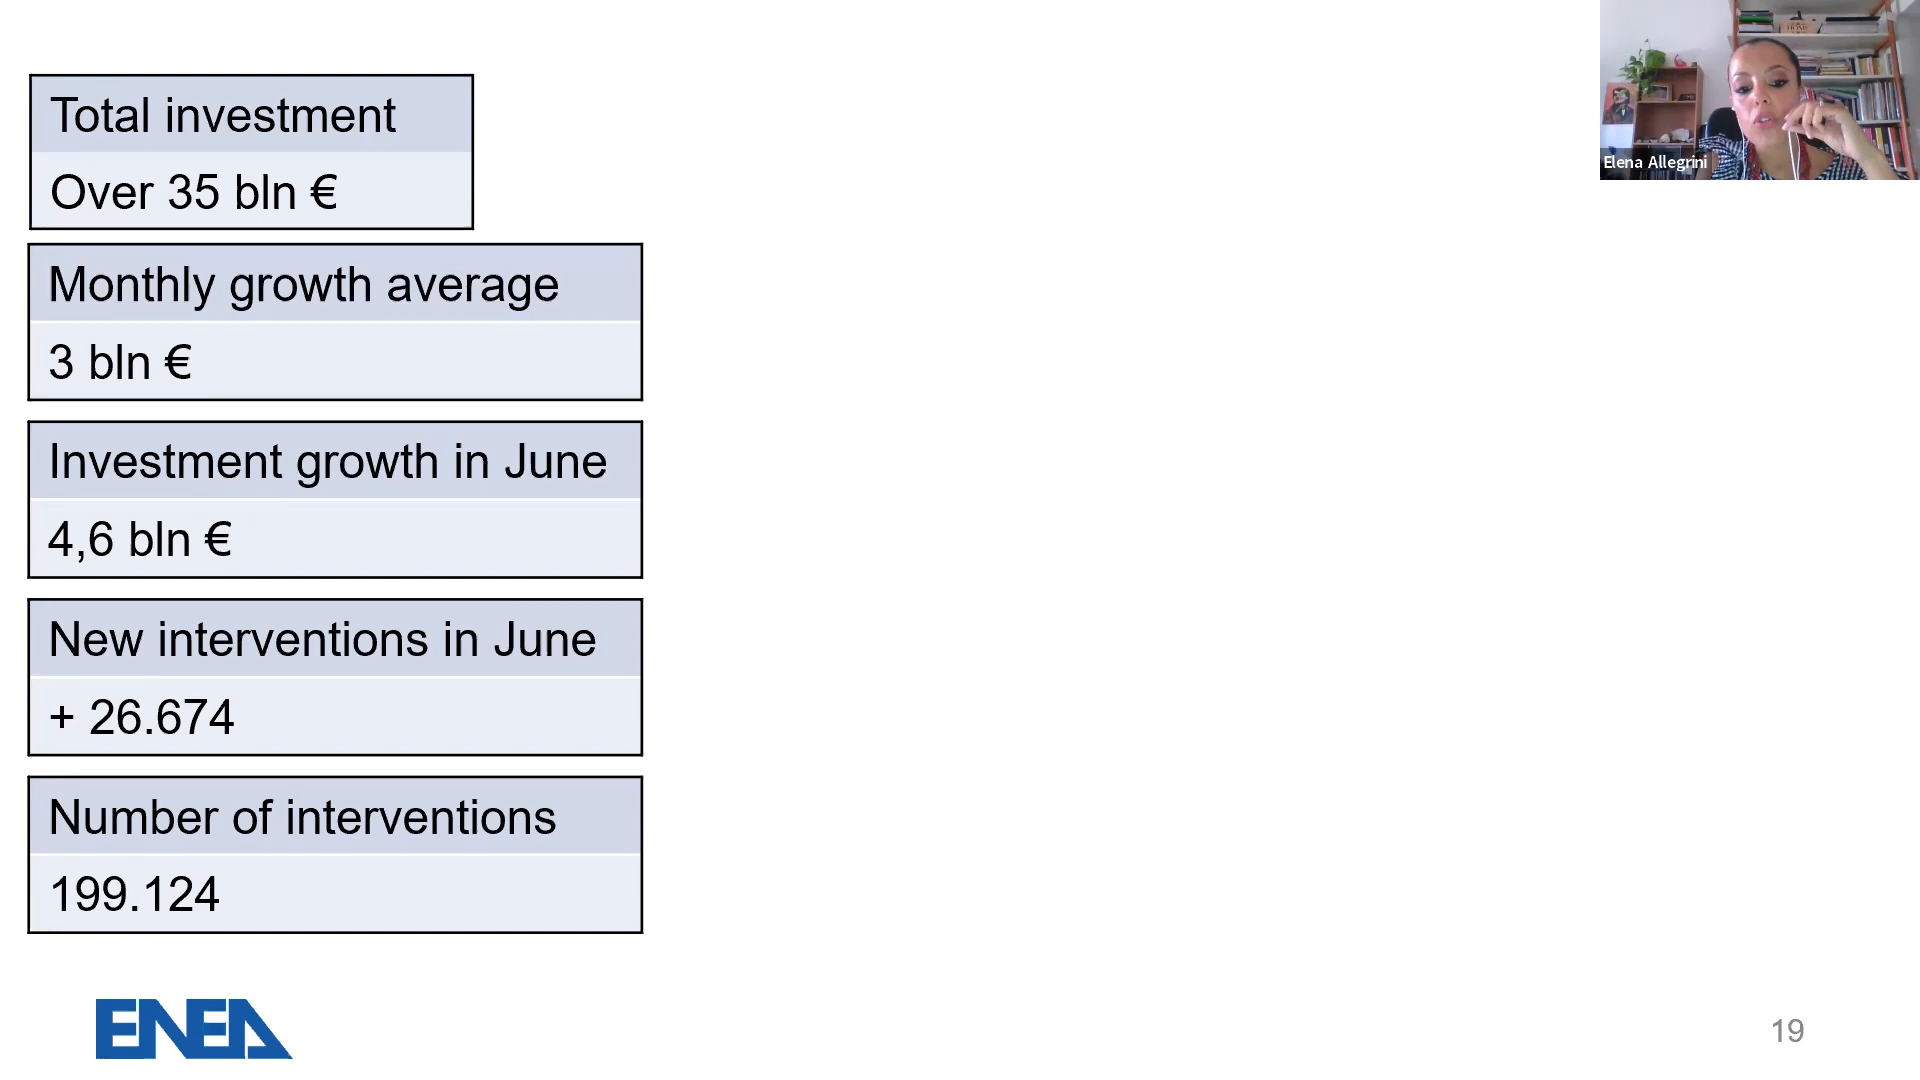 Total investment
Over 35 bln €
Monthly growth average
3 bln €
Investment growth in June
4,6 bln €
New interventions in June
+ 26.674
Number of interventions
199.124
ENEA
19
Elena Allegrini